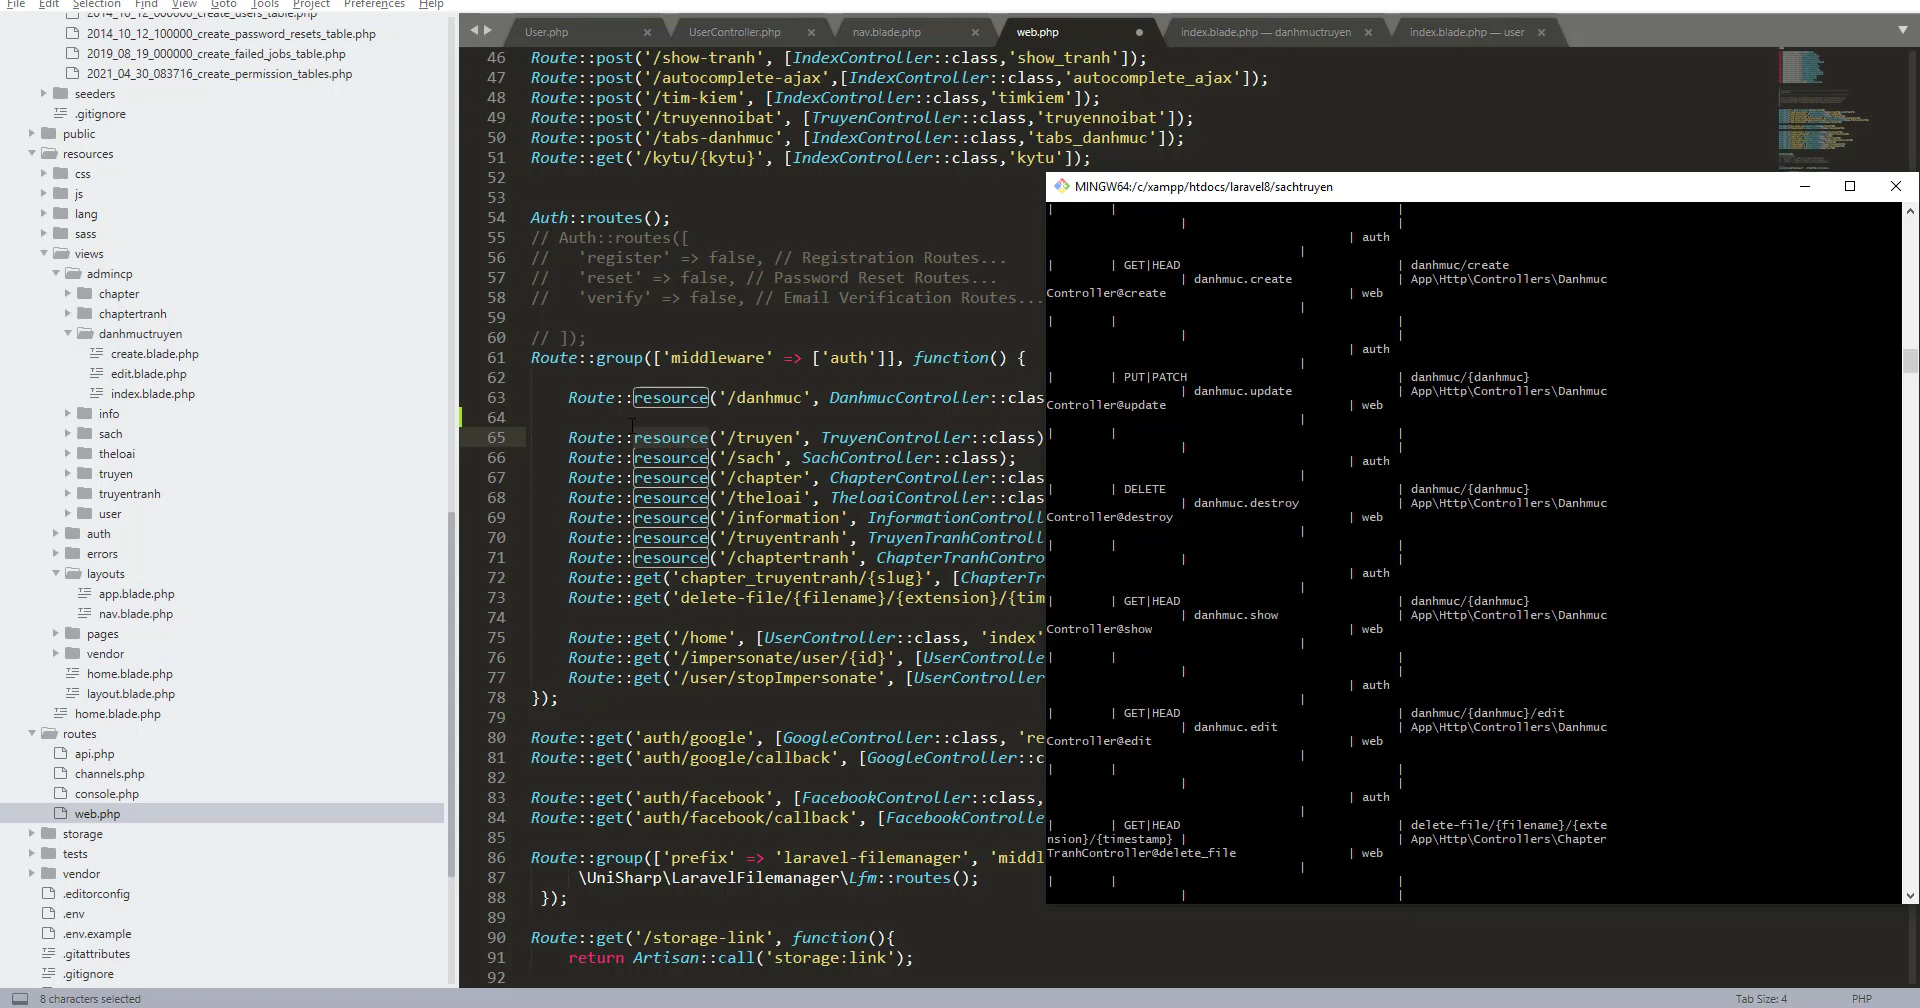 File Edit Selection Find View Goto Tools Project Preferences Help
2014_10_12_000000_create_users_table.php
2014_10_12_100000_create_password_resets_table.php
2019_08_19_000000_create_failed_jobs_table.php
2021_04_30_083716_create_permission_tables.php
seeders
.gitignore
public
resources
css
js
lang
sass
views
admincp
chapter
chaptertranh
danhmuctruyen
create.blade.php
edit.blade.php
index.blade.php
info
sach
theloai
truyen
truyentranh
user
auth
errors
layouts
app.blade.php
nav.blade.php
pages
vendor
home.blade.php
layout.blade.php
home.blade.php
routes
api.php
channels.php
console.php
web.php
storage
tests
vendor
.editorconfig
.env
.env.example
.gitattributes
.gitignore
User.php
UserController.php
nav.blade.php
web.php
index.blade.php — danhmuctruyen
index.blade.php — user
46 Route::post('/show-tranh', [IndexController::class,'show_tranh']);
47 Route::post('/autocomplete-ajax',[IndexController::class,'autocomplete_ajax']);
48 Route::post('/tim-kiem', [IndexController::class,'timkiem']);
49 Route::post('/truyennoibat', [TruyenController::class,'truyennoibat']);
50 Route::post('/tabs-danhmuc', [IndexController::class,'tabs_danhmuc']);
51 Route::get('/kytu/{kytu}', [IndexController::class,'kytu']);
52
53
54 Auth::routes();
55 // Auth::routes([
56 //   'register' => false, // Registration Routes...
57 //   'reset' => false, // Password Reset Routes...
58 //   'verify' => false, // Email Verification Routes...
59
60 // ]);
61 Route::group(['middleware' => ['auth']], function() {
62
63     Route::resource('/danhmuc', DanhmucController::clas
64
65     Route::resource('/truyen', TruyenController::class)
66     Route::resource('/sach', SachController::class);
67     Route::resource('/chapter', ChapterController::clas
68     Route::resource('/theloai', TheloaiController::clas
69     Route::resource('/information', InformationControll
70     Route::resource('/truyentranh', TruyenTranhControll
71     Route::resource('/chaptertranh', ChapterTranhContro
72     Route::get('chapter_truyentranh/{slug}', [ChapterTr
73     Route::get('delete-file/{filename}/{extension}/{tim
74
75     Route::get('/home', [UserController::class, 'index'
76     Route::get('/impersonate/user/{id}', [UserControlle
77     Route::get('/user/stopImpersonate', [UserController
78 });
79
80 Route::get('auth/google', [GoogleController::class, 're
81 Route::get('auth/google/callback', [GoogleController::c
82
83 Route::get('auth/facebook', [FacebookController::class,
84 Route::get('auth/facebook/callback', [FacebookControlle
85
86 Route::group(['prefix' => 'laravel-filemanager', 'middl
87     \UniSharp\LaravelFilemanager\Lfm::routes();
88 });
89
90 Route::get('/storage-link', function(){
91     return Artisan::call('storage:link');
92
MINGW64:/c/xampp/htdocs/laravel8/sachtruyen
| | |
|
| auth
|
| | GET|HEAD | danhmuc/create
| danhmuc.create | App\Http\Controllers\Danhmuc
Controller@create | web
|
| | |
|
| auth
|
| | PUT|PATCH | danhmuc/{danhmuc}
| danhmuc.update | App\Http\Controllers\Danhmuc
Controller@update | web
|
| | |
|
| auth
|
| | DELETE | danhmuc/{danhmuc}
| danhmuc.destroy | App\Http\Controllers\Danhmuc
Controller@destroy | web
|
| | |
|
| auth
|
| | GET|HEAD | danhmuc/{danhmuc}
| danhmuc.show | App\Http\Controllers\Danhmuc
Controller@show | web
|
| | |
|
| auth
|
| | GET|HEAD | danhmuc/{danhmuc}/edit
| danhmuc.edit | App\Http\Controllers\Danhmuc
Controller@edit | web
|
| | |
|
| auth
|
| | GET|HEAD | delete-file/{filename}/{exte
nsion}/{timestamp} | | App\Http\Controllers\Chapter
TranhController@delete_file | web
|
| | |
| |
8 characters selected
Tab Size: 4
PHP